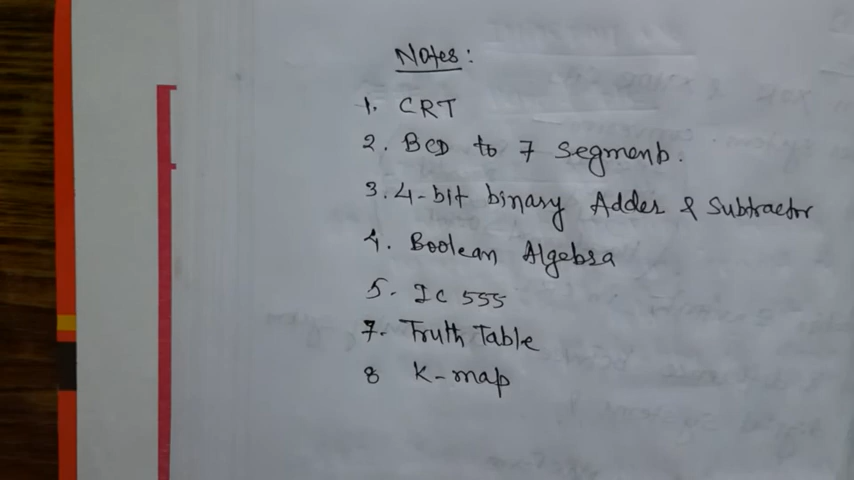 Notes:
1. CRT
2. BCD to 7 Segment.
3. 4-bit binary Adder & Subtractor
4. Boolean Algebra
5. IC 555
7. Truth Table
8 K-map